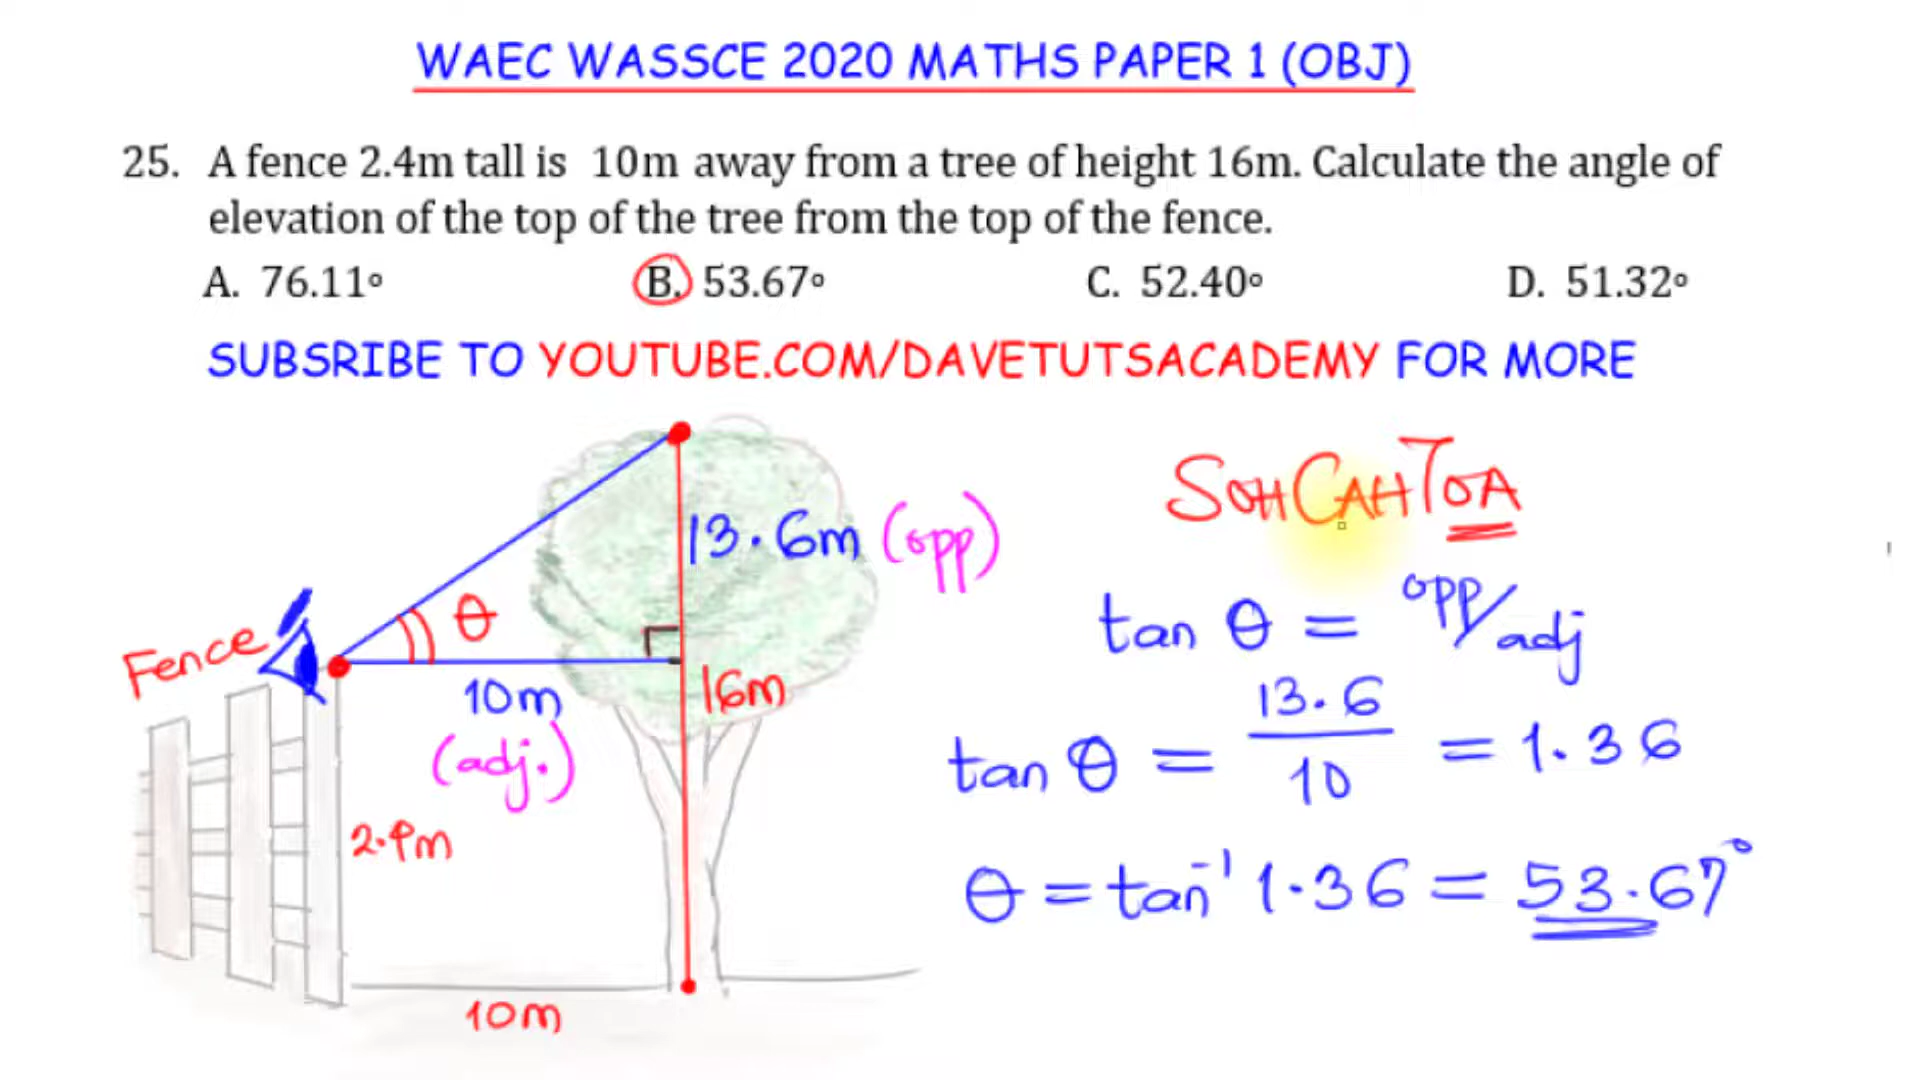 WAEC WASSCE 2020 MATHS PAPER 1 (OBJ)
25. A fence 2.4m tall is 10m away from a tree of height 16m. Calculate the angle of
elevation of the top of the tree from the top of the fence.
A. 76.11° B. 53.67° C. 52.40° D. 51.32°
SUBSRIBE TO YOUTUBE.COM/DAVETUTSACADEMY FOR MORE
SOHCAHTOA
13.6m (opp)
tan θ = opp/adj
θ
Fence
10m
(adj.)
16m
tan θ = 13.6/10 = 1.36
2.4m
θ = tan⁻¹ 1.36 = 53.67°
10m